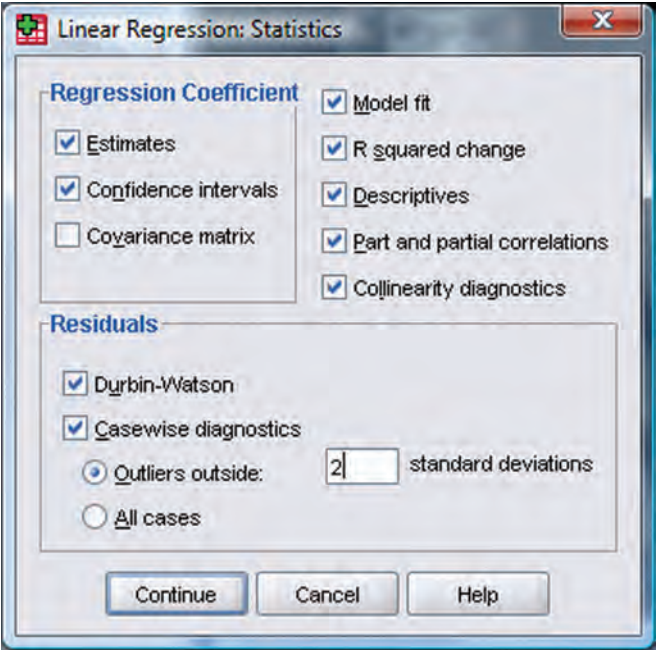 Linear Regression: Statistics
Regression Coefficient
Estimates
Confidence intervals
Covariance matrix
Model fit
R squared change
Descriptives
Part and partial correlations
Collinearity diagnostics
Residuals
Durbin-Watson
Casewise diagnostics
Outliers outside: 2 standard deviations
All cases
Continue Cancel Help